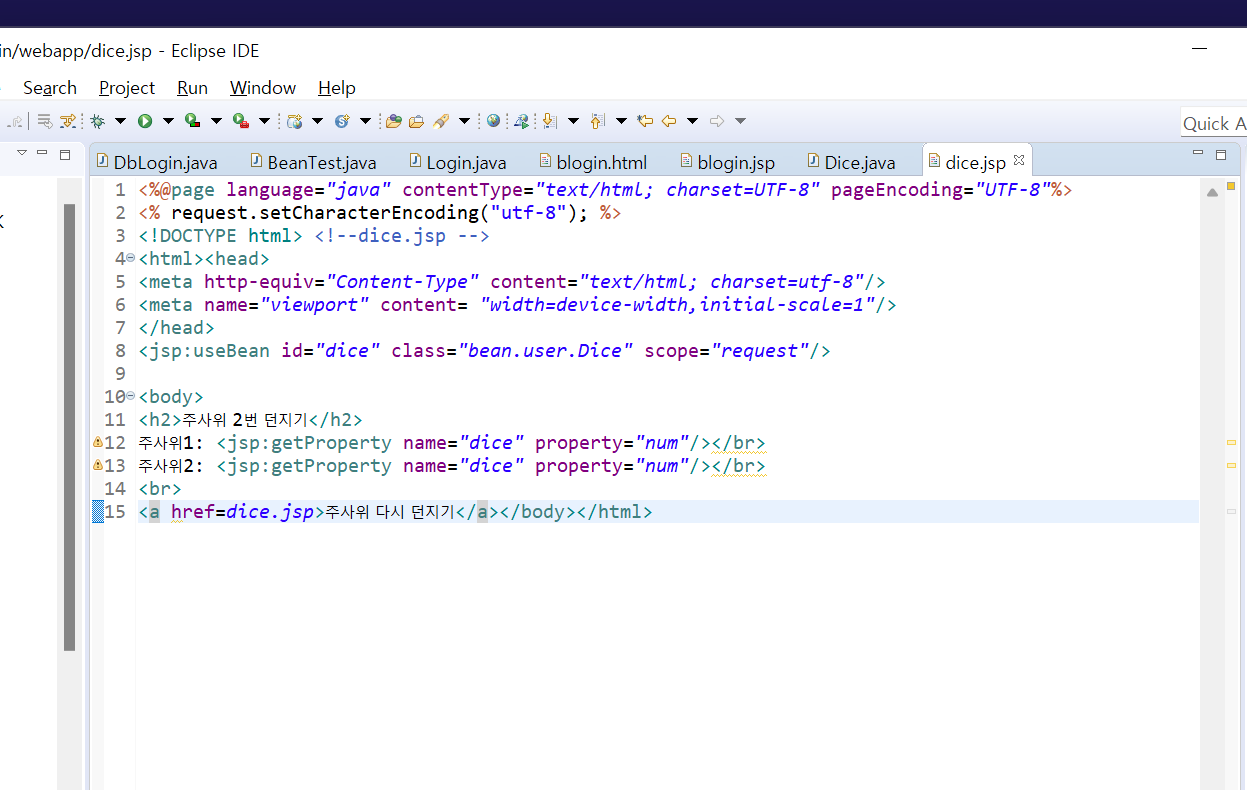 in/webapp/dice.jsp - Eclipse IDE
Search Project Run Window Help
Quick A
DbLogin.java BeanTest.java Login.java blogin.html blogin.jsp Dice.java dice.jsp
1 <%@page language="java" contentType="text/html; charset=UTF-8" pageEncoding="UTF-8"%>
2 <% request.setCharacterEncoding("utf-8"); %>
3 <!DOCTYPE html> <!--dice.jsp -->
4 <html><head>
5 <meta http-equiv="Content-Type" content="text/html; charset=utf-8"/>
6 <meta name="viewport" content= "width=device-width,initial-scale=1"/>
7 </head>
8 <jsp:useBean id="dice" class="bean.user.Dice" scope="request"/>
9
10 <body>
11 <h2>주사위 2번 던지기</h2>
12 주사위1: <jsp:getProperty name="dice" property="num"/></br>
13 주사위2: <jsp:getProperty name="dice" property="num"/></br>
14 <br>
15 <a href=dice.jsp>주사위 다시 던지기</a></body></html>